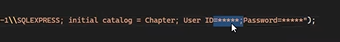 -1\\SQLEXPRESS; initial catalog = Chapter; User ID=*****;Password=*****");